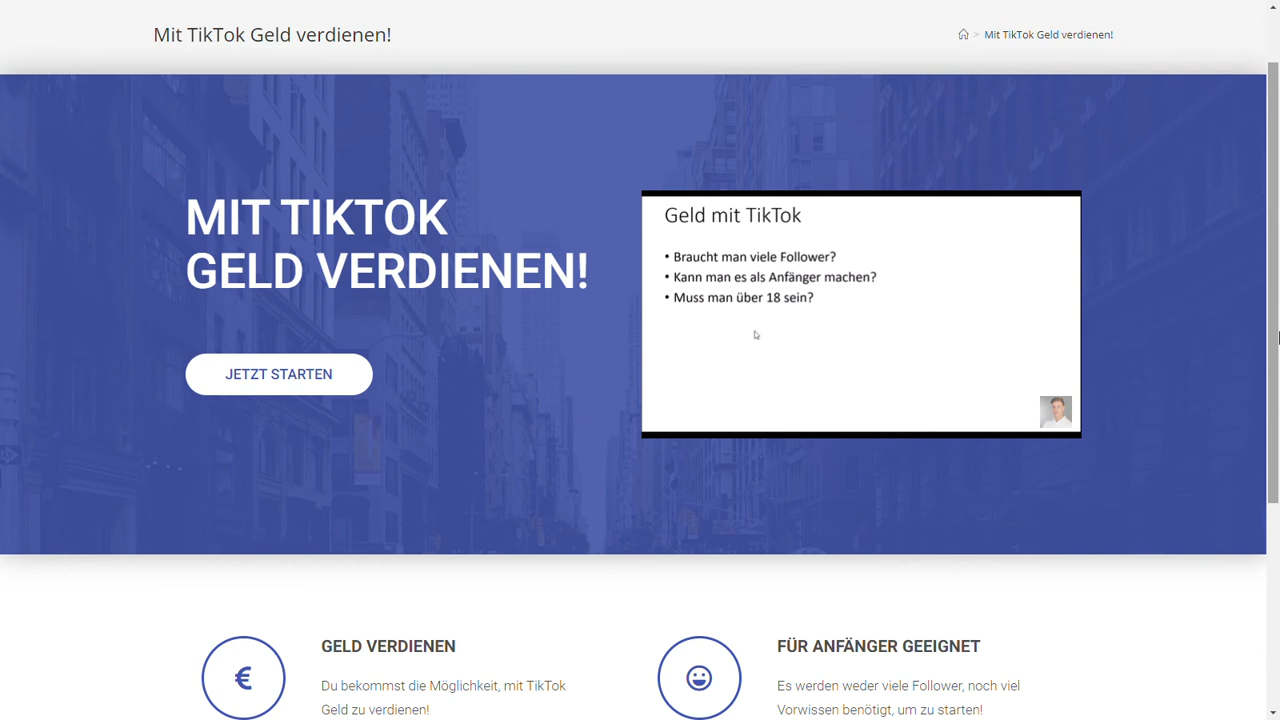 Mit TikTok Geld verdienen!
> Mit TikTok Geld verdienen!
MIT TIKTOK
GELD VERDIENEN!
JETZT STARTEN
Geld mit TikTok
• Braucht man viele Follower?
• Kann man es als Anfänger machen?
• Muss man über 18 sein?
€
GELD VERDIENEN
Du bekommst die Möglichkeit, mit TikTok
Geld zu verdienen!
FÜR ANFÄNGER GEEIGNET
Es werden weder viele Follower, noch viel
Vorwissen benötigt, um zu starten!